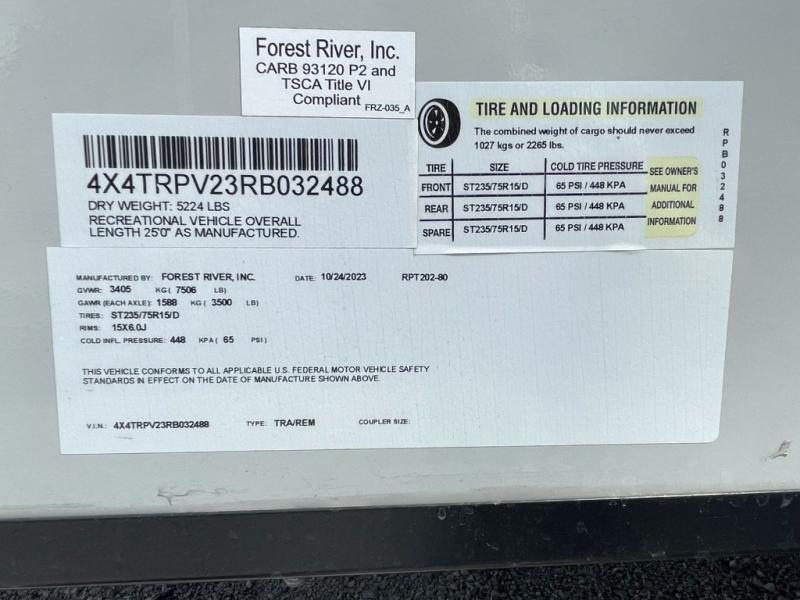 Forest River, Inc.
CARB 93120 P2 and
TSCA Title VI
Compliant FRZ-035_A
4X4TRPV23RB032488
DRY WEIGHT: 5224 LBS
RECREATIONAL VEHICLE OVERALL
LENGTH 25'0" AS MANUFACTURED.
TIRE AND LOADING INFORMATION
The combined weight of cargo should never exceed
1027 kgs or 2265 lbs.
TIRE SIZE COLD TIRE PRESSURE
FRONT ST235/75R15/D 65 PSI / 448 KPA
REAR ST235/75R15/D 65 PSI / 448 KPA
SPARE ST235/75R15/D 65 PSI / 448 KPA
SEE OWNER'S
MANUAL FOR
ADDITIONAL
INFORMATION
RPB032488
MANUFACTURED BY: FOREST RIVER, INC. DATE: 10/24/2023 RPT202-80
GVWR: 3405 KG ( 7506 LB)
GAWR (EACH AXLE): 1588 KG ( 3500 LB)
TIRES: ST235/75R15/D
RIMS: 15X6.0J
COLD INFL. PRESSURE: 448 KPA ( 65 PSI)
THIS VEHICLE CONFORMS TO ALL APPLICABLE U.S. FEDERAL MOTOR VEHICLE SAFETY
STANDARDS IN EFFECT ON THE DATE OF MANUFACTURE SHOWN ABOVE.
V.I.N.: 4X4TRPV23RB032488 TYPE: TRA/REM COUPLER SIZE: